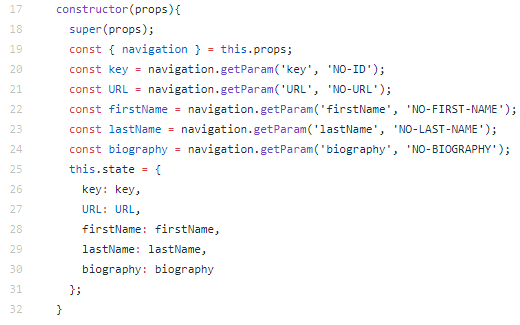 17 constructor(props){
18 super(props);
19 const { navigation } = this.props;
20 const key = navigation.getParam('key', 'NO-ID');
21 const URL = navigation.getParam('URL', 'NO-URL');
22 const firstName = navigation.getParam('firstName', 'NO-FIRST-NAME');
23 const lastName = navigation.getParam('lastName', 'NO-LAST-NAME');
24 const biography = navigation.getParam('biography', 'NO-BIOGRAPHY');
25 this.state = {
26 key: key,
27 URL: URL,
28 firstName: firstName,
29 lastName: lastName,
30 biography: biography
31 };
32 }